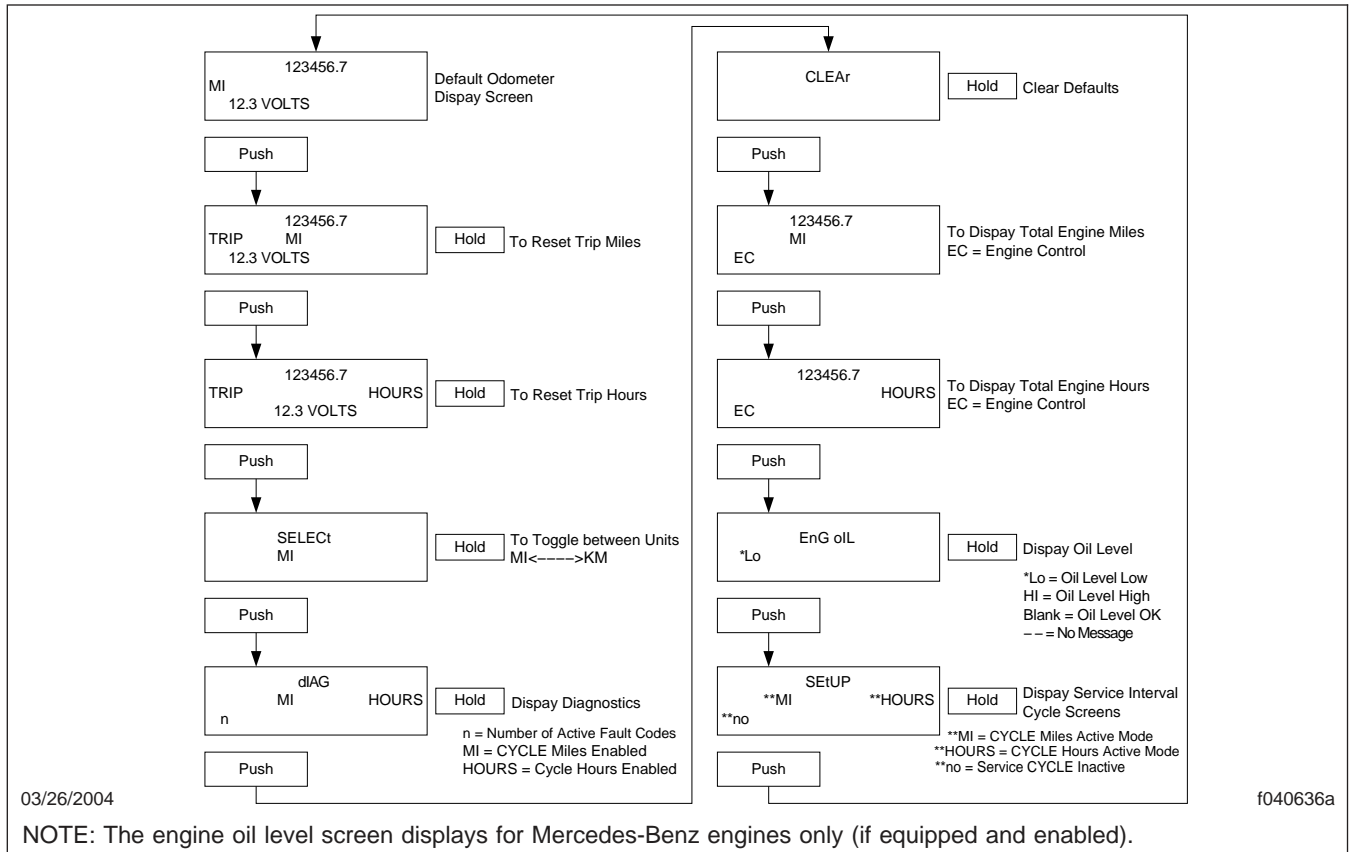 123456.7
MI
12.3 VOLTS
Default Odometer
Dispay Screen
Push
123456.7
TRIP MI
12.3 VOLTS
Hold
To Reset Trip Miles
Push
123456.7
TRIP HOURS
12.3 VOLTS
Hold
To Reset Trip Hours
Push
SELECt
MI
Hold
To Toggle between Units
MI<−−−−>KM
Push
dIAG
MI HOURS
n
Hold
Dispay Diagnostics
n = Number of Active Fault Codes
MI = CYCLE Miles Enabled
HOURS = Cycle Hours Enabled
Push
CLEAr
Hold
Clear Defaults
Push
123456.7
MI
EC
To Dispay Total Engine Miles
EC = Engine Control
Push
123456.7
HOURS
EC
To Dispay Total Engine Hours
EC = Engine Control
Push
EnG oIL
*Lo
Hold
Dispay Oil Level
*Lo = Oil Level Low
HI = Oil Level High
Blank = Oil Level OK
−− = No Message
Push
SEtUP
**MI **HOURS
**no
Hold
Dispay Service Interval
Cycle Screens
**MI = CYCLE Miles Active Mode
**HOURS = CYCLE Hours Active Mode
**no = Service CYCLE Inactive
Push
03/26/2004
f040636a
NOTE: The engine oil level screen displays for Mercedes-Benz engines only (if equipped and enabled).